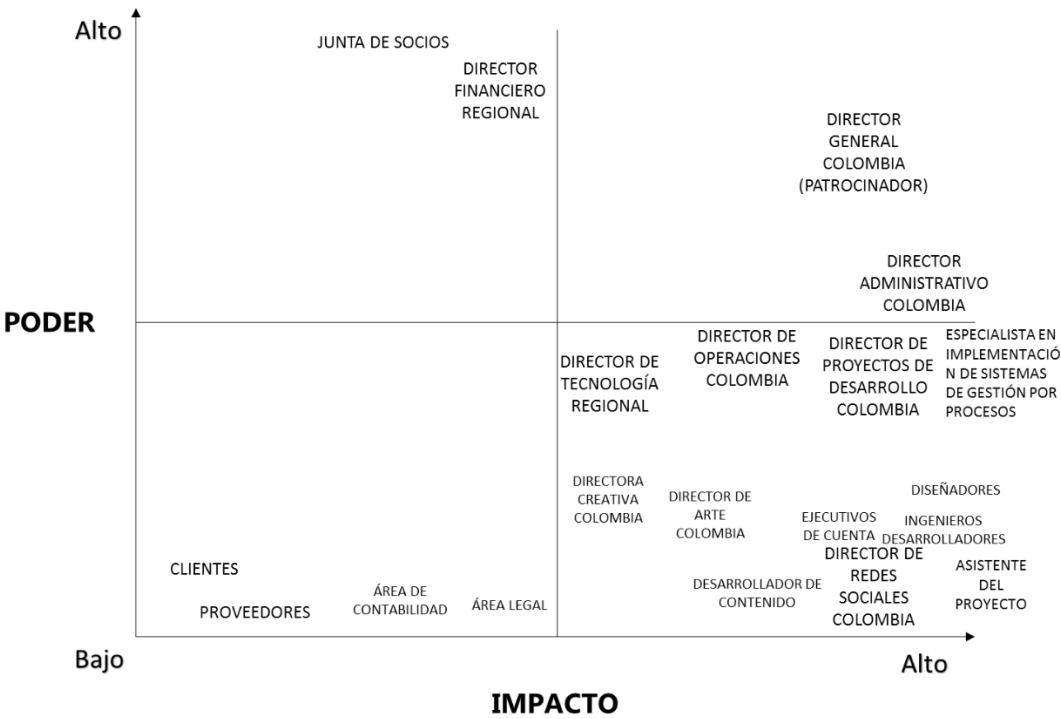 Alto
JUNTA DE SOCIOS
DIRECTOR
FINANCIERO
REGIONAL
DIRECTOR
GENERAL
COLOMBIA
(PATROCINADOR)
DIRECTOR
ADMINISTRATIVO
COLOMBIA
PODER
DIRECTOR DE
TECNOLOGÍA
REGIONAL
DIRECTOR DE
OPERACIONES
COLOMBIA
DIRECTOR DE
PROYECTOS DE
DESARROLLO
COLOMBIA
ESPECIALISTA EN
IMPLEMENTACIÓ
N DE SISTEMAS
DE GESTIÓN POR
PROCESOS
DIRECTORA
CREATIVA
COLOMBIA
DIRECTOR DE
ARTE
COLOMBIA
EJECUTIVOS
DE CUENTA
DISEÑADORES
INGENIEROS
DESARROLLADORES
CLIENTES
PROVEEDORES
ÁREA DE
CONTABILIDAD
ÁREA LEGAL
DESARROLLADOR DE
CONTENIDO
DIRECTOR DE
REDES
SOCIALES
COLOMBIA
ASISTENTE
DEL
PROYECTO
Bajo
Alto
IMPACTO